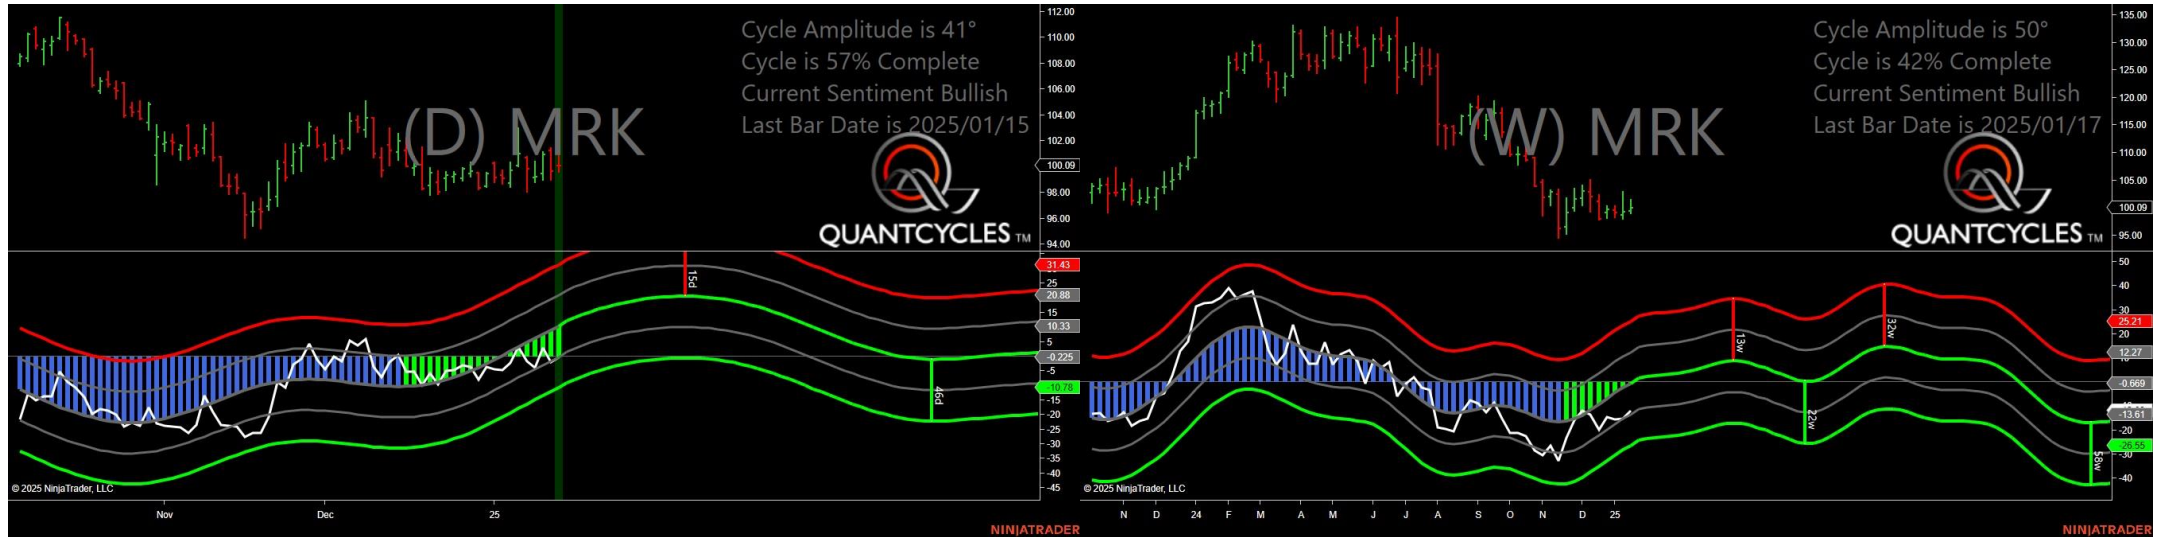 Cycle Amplitude is 41°
Cycle is 57% Complete
Current Sentiment Bullish
Last Bar Date is 2025/01/15
(D) MRK
QUANTCYCLES TM
112.00
110.00
108.00
106.00
104.00
102.00
100.09
98.00
96.00
94.00
31.43
25
20.88
15
10.33
5
-0.225
-5
-10.78
-15
-20
-25
-30
-35
-40
-45
15d
46d
© 2025 NinjaTrader, LLC
Nov
Dec
25
NINJATRADER
Cycle Amplitude is 50°
Cycle is 42% Complete
Current Sentiment Bullish
Last Bar Date is 2025/01/17
(W) MRK
QUANTCYCLES TM
135.00
130.00
125.00
120.00
115.00
110.00
105.00
100.09
95.00
50
40
30
25.21
20
12.27
-0.669
-13.61
-20
-26.55
-30
-40
13w
22w
32w
58w
© 2025 NinjaTrader, LLC
N D 24 F M A M J J A S O N D 25
NINJATRADER